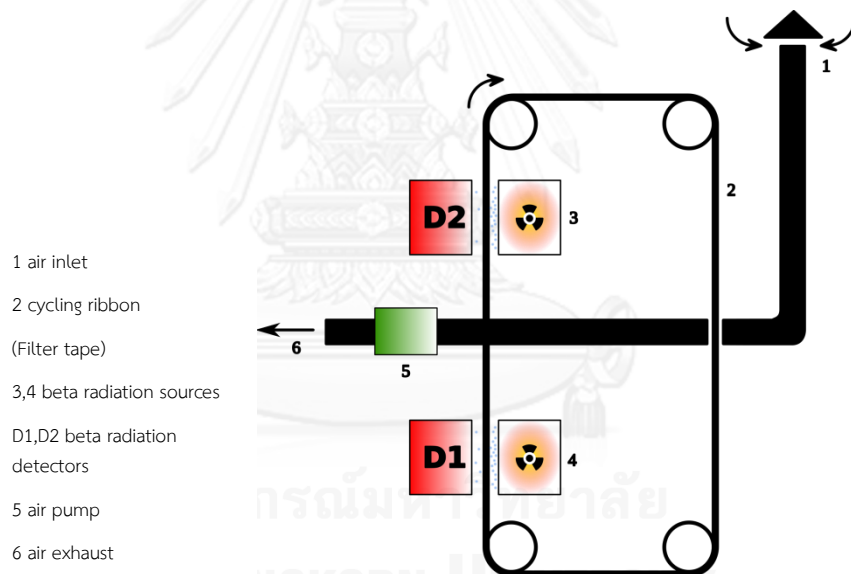 1 air inlet
2 cycling ribbon
(Filter tape)
3,4 beta radiation sources
D1,D2 beta radiation
detectors
5 air pump
6 air exhaust
1
2
D2
3
6
5
D1
4